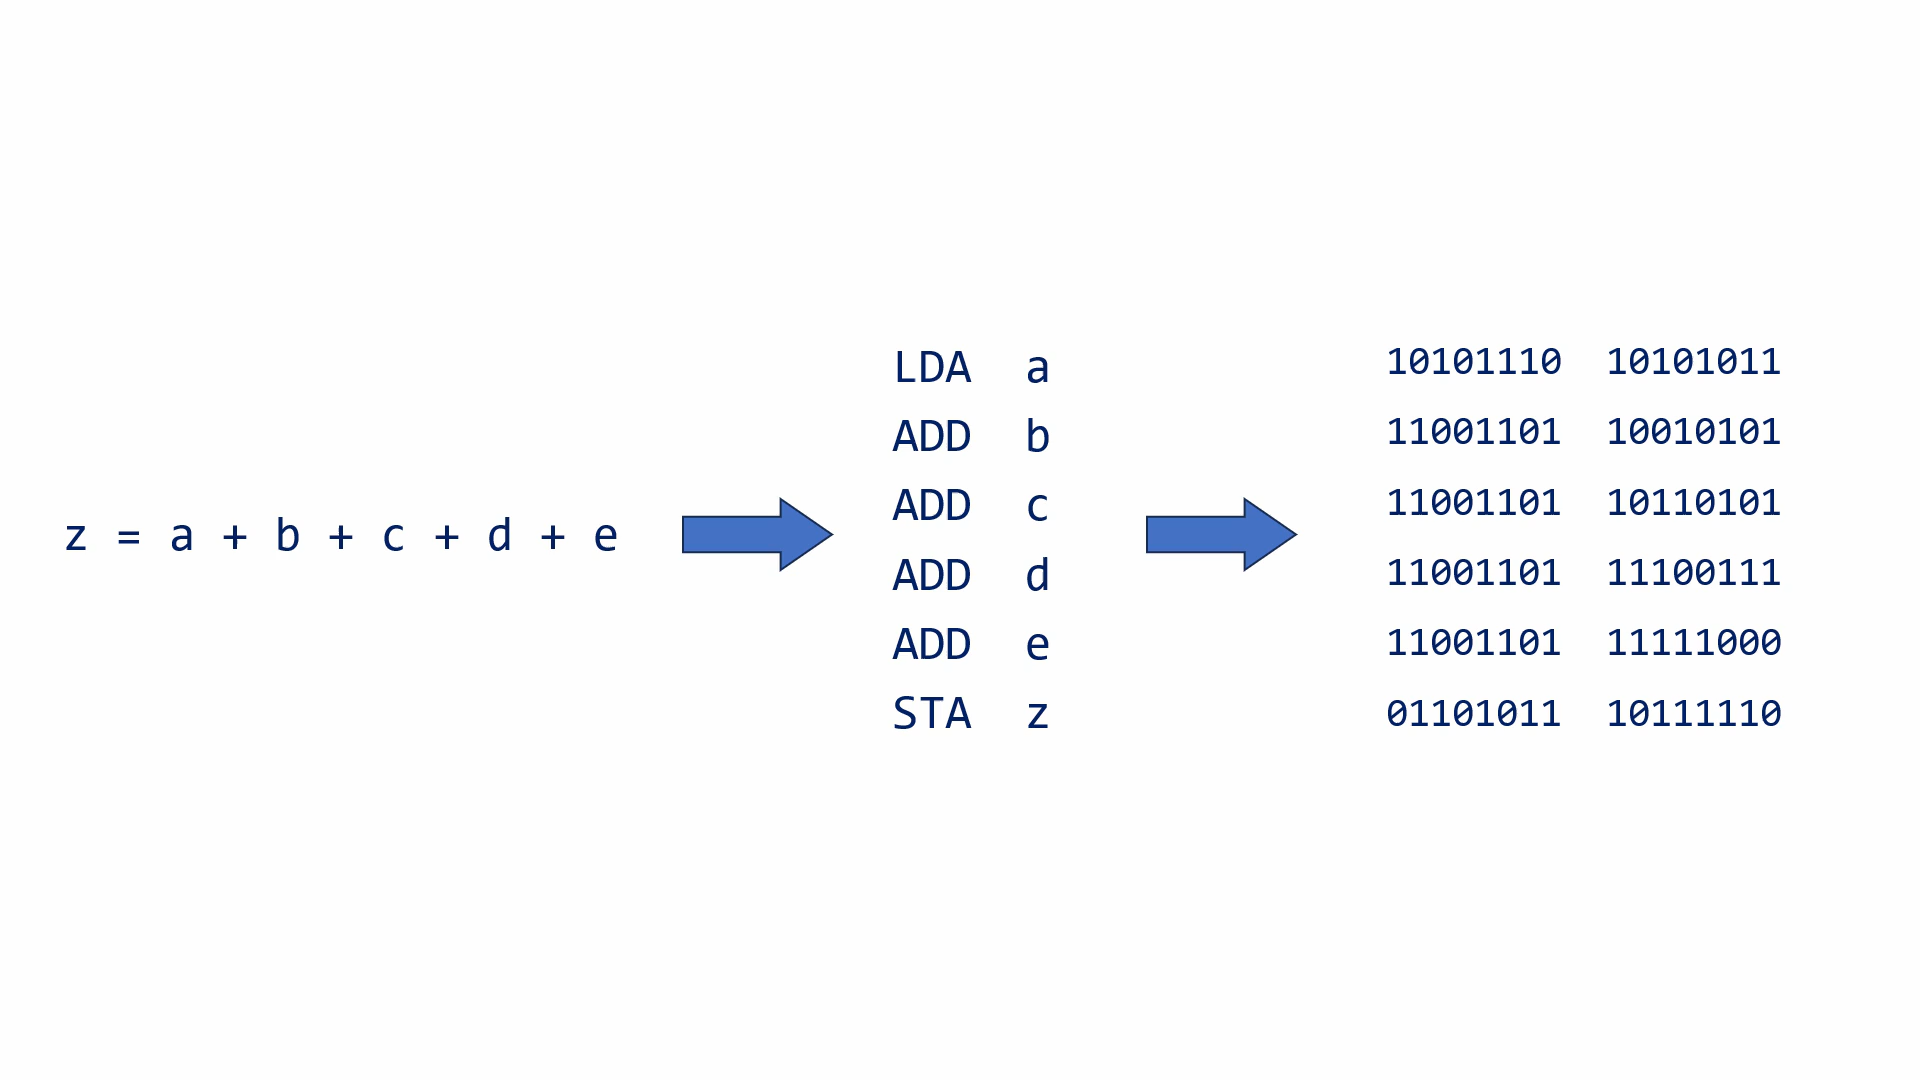 z = a + b + c + d + e
LDA a
ADD b
ADD c
ADD d
ADD e
STA z
10101110 10101011
11001101 10010101
11001101 10110101
11001101 11100111
11001101 11111000
01101011 10111110